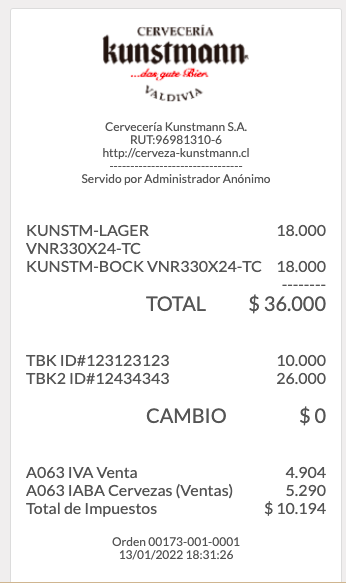 CERVECERÍA
kunstmann
...das gute Bier.
VALDIVIA
Cervecería Kunstmann S.A.
RUT:96981310-6
http://cerveza-kunstmann.cl
--------------------------------
Servido por Administrador Anónimo
KUNSTM-LAGER 18.000
VNR330X24-TC
KUNSTM-BOCK VNR330X24-TC 18.000
--------
TOTAL $ 36.000
TBK ID#123123123 10.000
TBK2 ID#12434343 26.000
CAMBIO $ 0
A063 IVA Venta 4.904
A063 IABA Cervezas (Ventas) 5.290
Total de Impuestos $ 10.194
Orden 00173-001-0001
13/01/2022 18:31:26